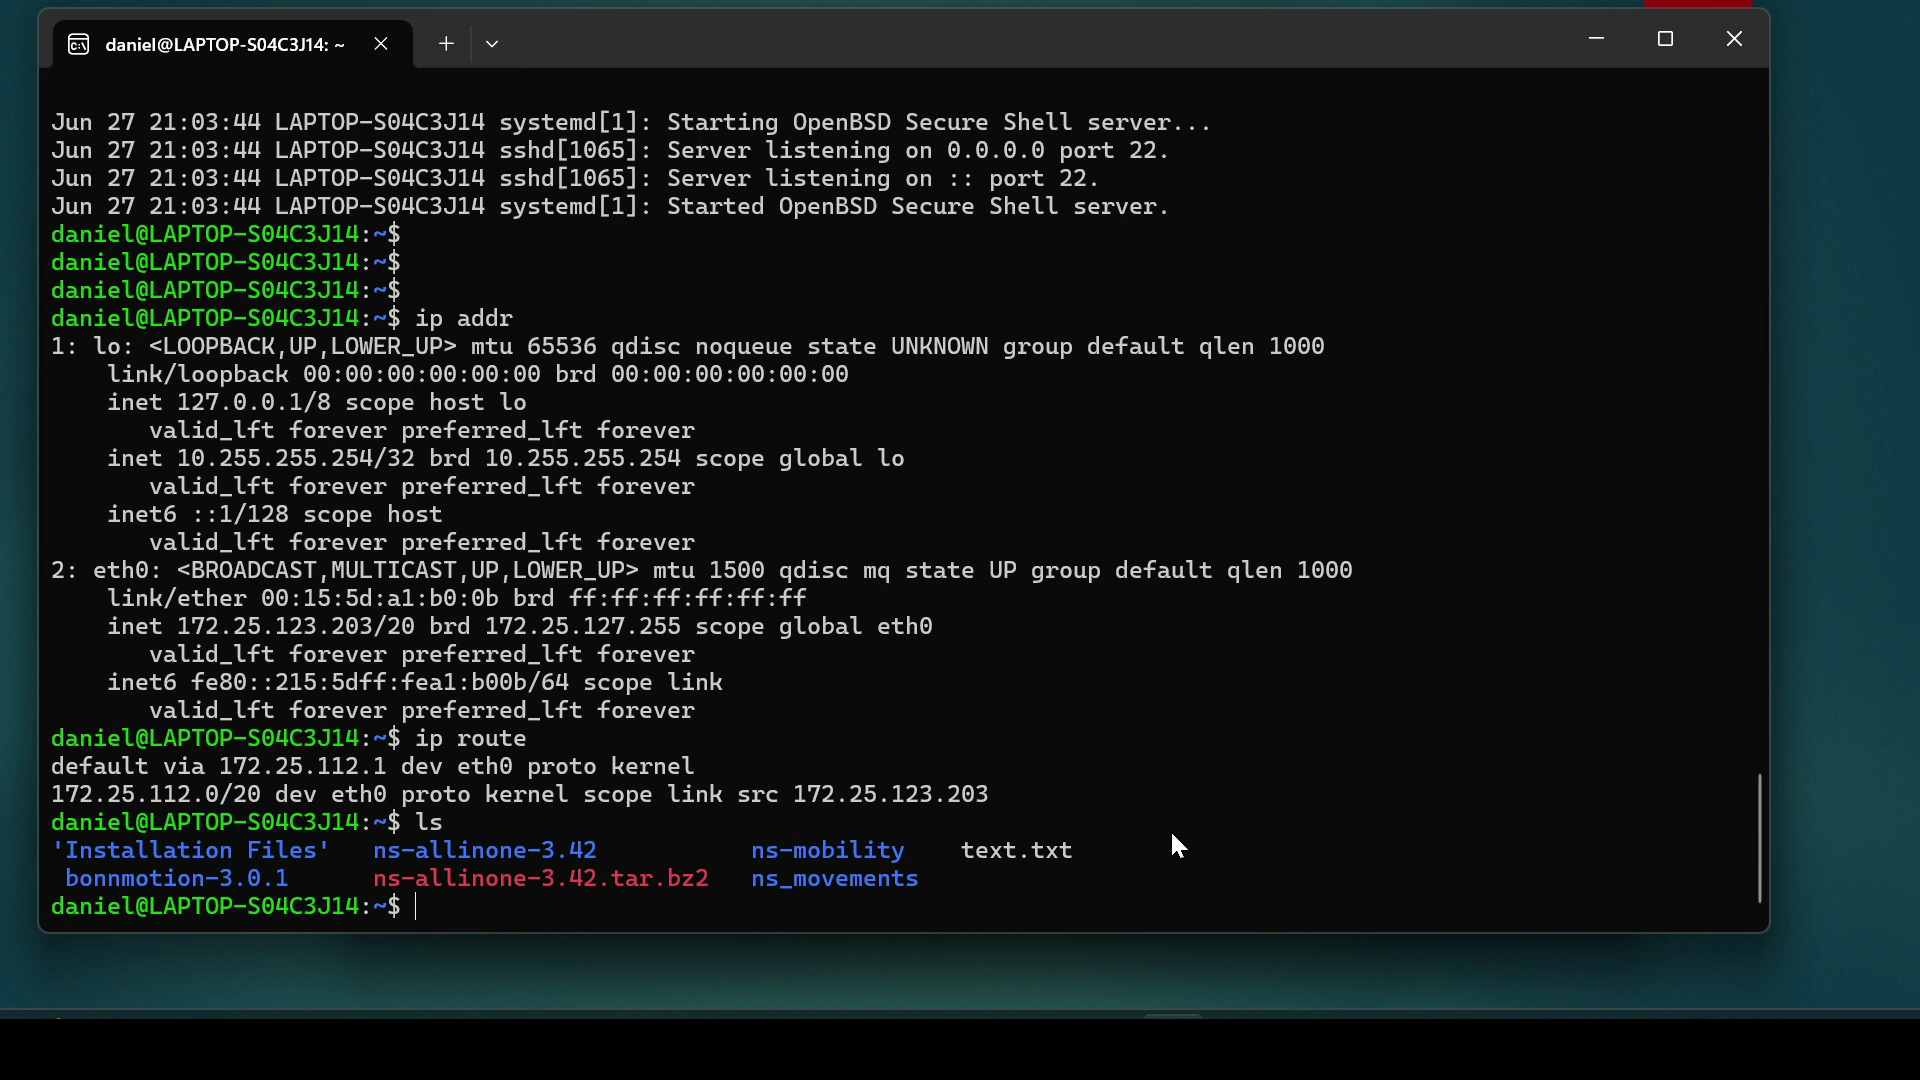 daniel@LAPTOP-S04C3J14: ~
Jun 27 21:03:44 LAPTOP-S04C3J14 systemd[1]: Starting OpenBSD Secure Shell server...
Jun 27 21:03:44 LAPTOP-S04C3J14 sshd[1065]: Server listening on 0.0.0.0 port 22.
Jun 27 21:03:44 LAPTOP-S04C3J14 sshd[1065]: Server listening on :: port 22.
Jun 27 21:03:44 LAPTOP-S04C3J14 systemd[1]: Started OpenBSD Secure Shell server.
daniel@LAPTOP-S04C3J14:~$
daniel@LAPTOP-S04C3J14:~$
daniel@LAPTOP-S04C3J14:~$
daniel@LAPTOP-S04C3J14:~$ ip addr
1: lo: <LOOPBACK,UP,LOWER_UP> mtu 65536 qdisc noqueue state UNKNOWN group default qlen 1000
    link/loopback 00:00:00:00:00:00 brd 00:00:00:00:00:00
    inet 127.0.0.1/8 scope host lo
       valid_lft forever preferred_lft forever
    inet 10.255.255.254/32 brd 10.255.255.254 scope global lo
       valid_lft forever preferred_lft forever
    inet6 ::1/128 scope host
       valid_lft forever preferred_lft forever
2: eth0: <BROADCAST,MULTICAST,UP,LOWER_UP> mtu 1500 qdisc mq state UP group default qlen 1000
    link/ether 00:15:5d:a1:b0:0b brd ff:ff:ff:ff:ff:ff
    inet 172.25.123.203/20 brd 172.25.127.255 scope global eth0
       valid_lft forever preferred_lft forever
    inet6 fe80::215:5dff:fea1:b00b/64 scope link
       valid_lft forever preferred_lft forever
daniel@LAPTOP-S04C3J14:~$ ip route
default via 172.25.112.1 dev eth0 proto kernel
172.25.112.0/20 dev eth0 proto kernel scope link src 172.25.123.203
daniel@LAPTOP-S04C3J14:~$ ls
'Installation Files'   ns-allinone-3.42           ns-mobility    text.txt
 bonnmotion-3.0.1      ns-allinone-3.42.tar.bz2   ns_movements
daniel@LAPTOP-S04C3J14:~$